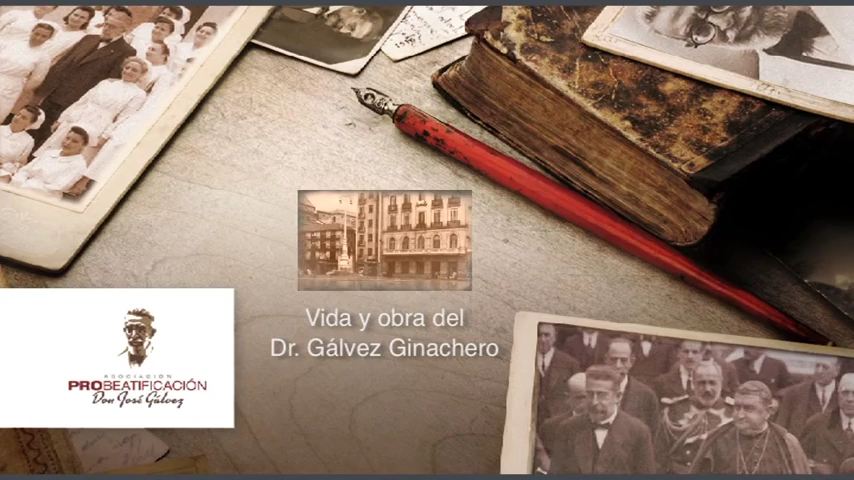 Vida y obra del
Dr. Gálvez Ginachero
ASOCIACIÓN
PROBEATIFICACIÓN
Don José Gálvez